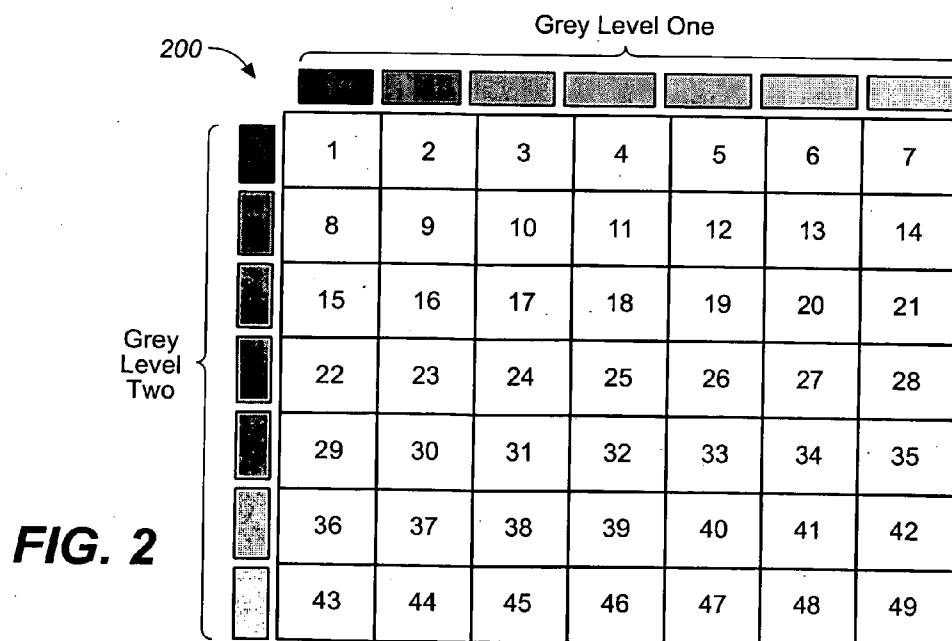 Grey Level One
200
1 2 3 4 5 6 7
8 9 10 11 12 13 14
15 16 17 18 19 20 21
Grey
Level
Two
22 23 24 25 26 27 28
29 30 31 32 33 34 35
36 37 38 39 40 41 42
FIG. 2
43 44 45 46 47 48 49